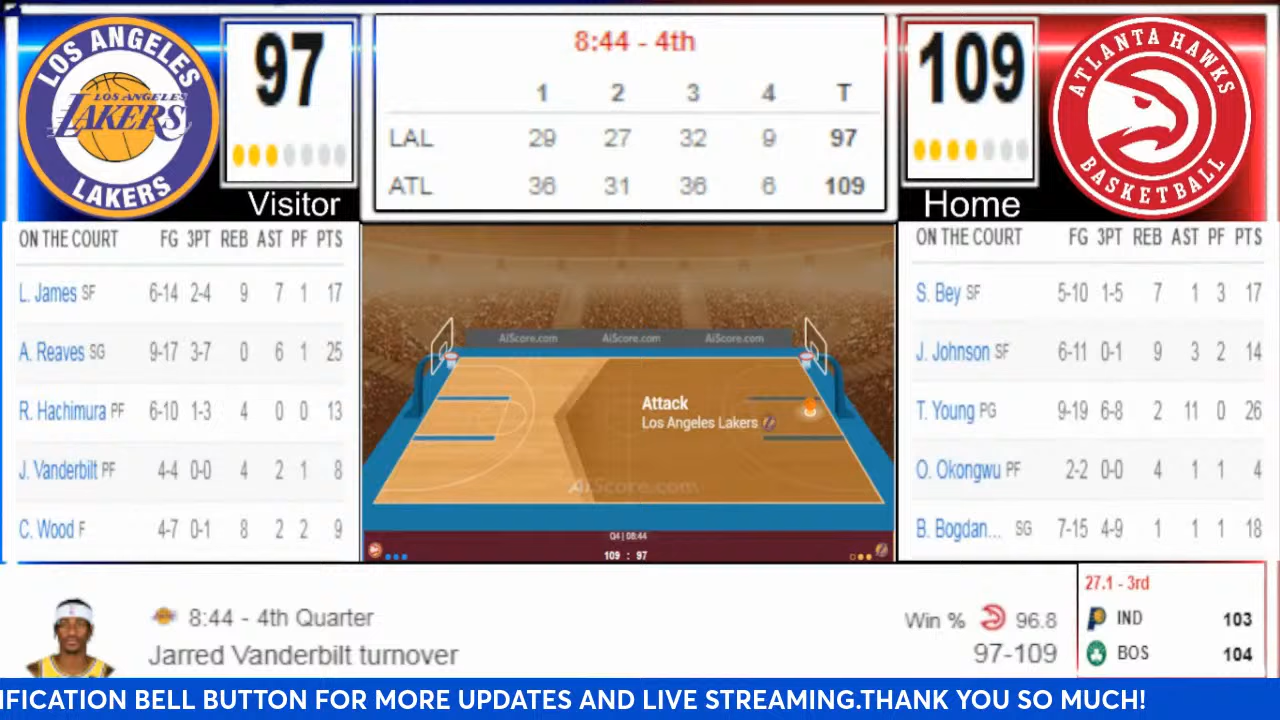 LOS ANGELES
LOS ANGELES
LAKERS
LAKERS
97
Visitor
8:44 - 4th
1 2 3 4 T
LAL 29 27 32 9 97
ATL 36 31 36 6 109
109
Home
ATLANTA HAWKS
BASKETBALL
ON THE COURT FG 3PT REB AST PF PTS
L. James SF 6-14 2-4 9 7 1 17
A. Reaves SG 9-17 3-7 0 6 1 25
R. Hachimura PF 6-10 1-3 4 0 0 13
J. Vanderbilt PF 4-4 0-0 4 2 1 8
C. Wood F 4-7 0-1 8 2 2 9
AiScore.com AiScore.com AiScore.com
Attack
Los Angeles Lakers
AiScore.com
Q4 | 08:44
109 : 97
ON THE COURT FG 3PT REB AST PF PTS
S. Bey SF 5-10 1-5 7 1 3 17
J. Johnson SF 6-11 0-1 9 3 2 14
T. Young PG 9-19 6-8 2 11 0 26
O. Okongwu PF 2-2 0-0 4 1 1 4
B. Bogdan... SG 7-15 4-9 1 1 1 18
8:44 - 4th Quarter
Jarred Vanderbilt turnover
Win % 96.8
97-109
27.1 - 3rd
IND 103
BOS 104
IFICATION BELL BUTTON FOR MORE UPDATES AND LIVE STREAMING.THANK YOU SO MUCH!